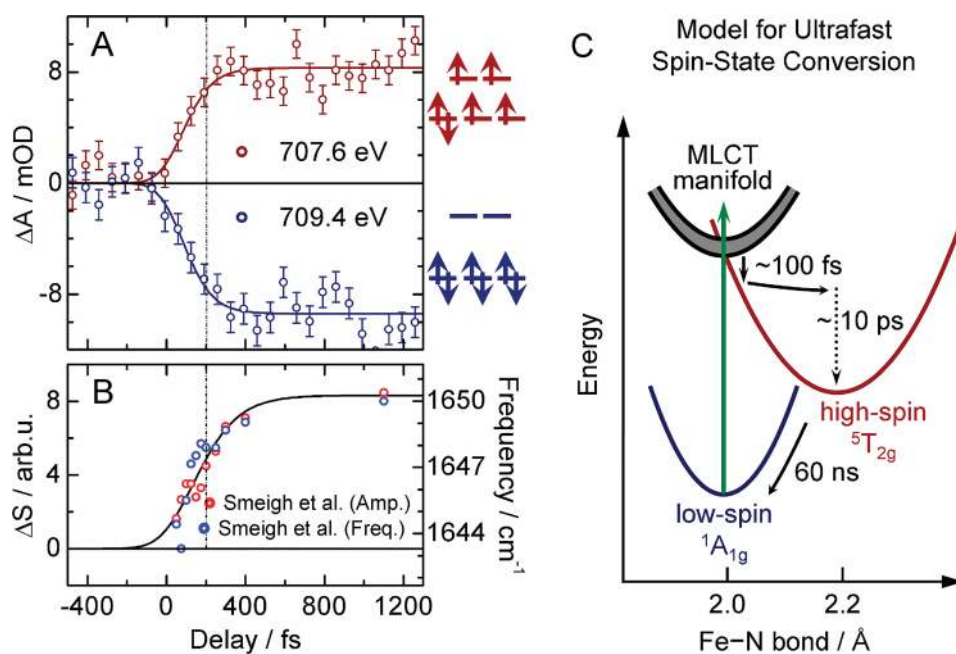 A
8
0
-8
ΔA / mOD
707.6 eV
709.4 eV
B
8
4
0
ΔS / arb.u.
1650
1647
1644
Frequency / cm⁻¹
Smeigh et al. (Amp.)
Smeigh et al. (Freq.)
-400
0
400
800
1200
Delay / fs
C
Model for Ultrafast
Spin-State Conversion
MLCT
manifold
~100 fs
~ 10 ps
high-spin
⁵T₂g
60 ns
low-spin
¹A₁g
Energy
2.0
2.2
Fe−N bond / Å